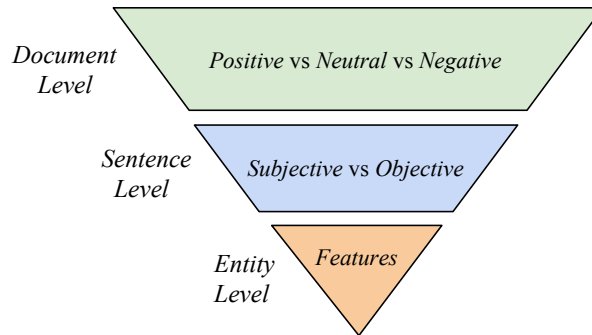 Document
Level
Positive vs Neutral vs Negative
Sentence
Level
Subjective vs Objective
Entity
Level
Features